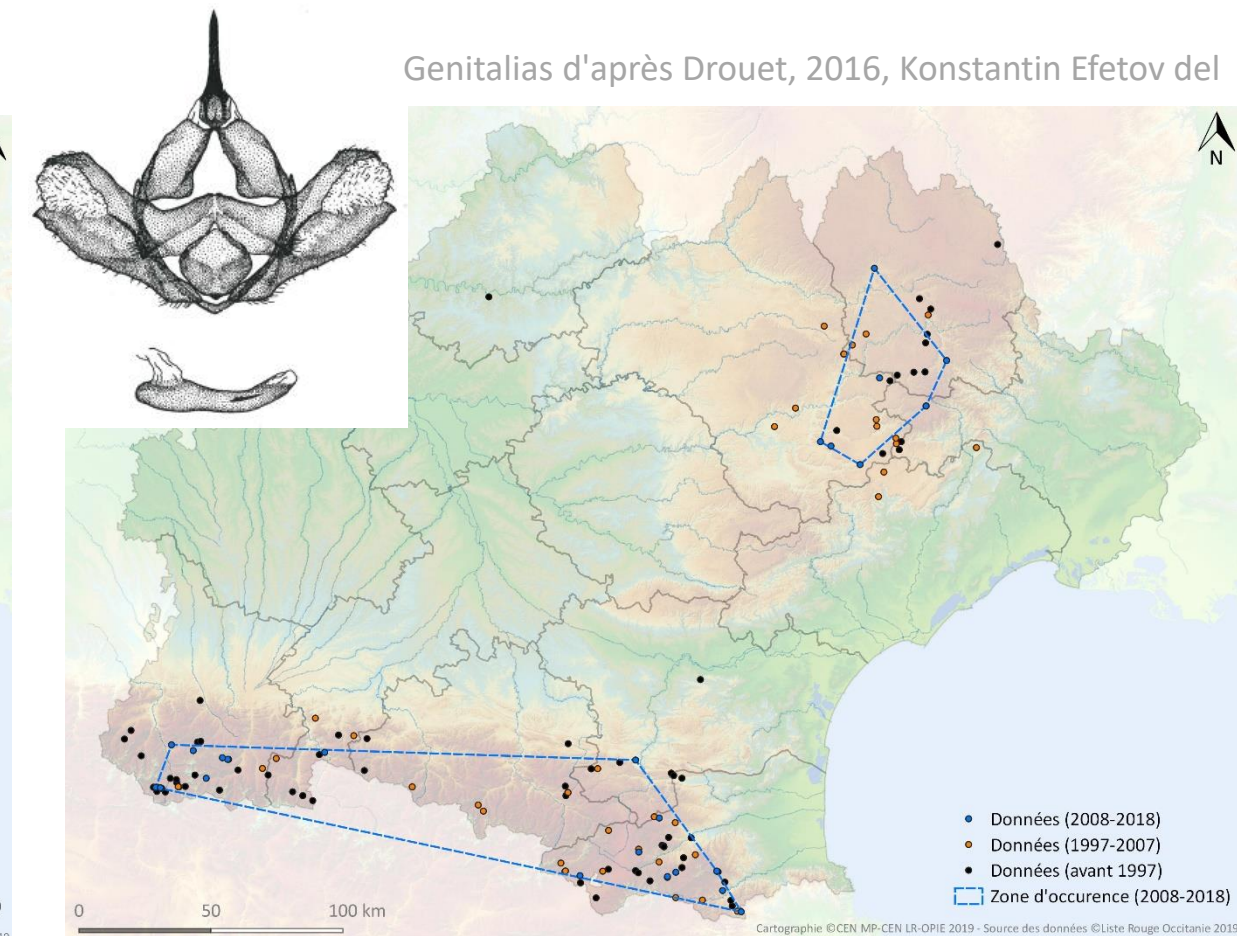 Genitalias d'après Drouet, 2016, Konstantin Efetov del
N
Données (2008-2018)
Données (1997-2007)
Données (avant 1997)
Zone d'occurence (2008-2018)
0 50 100 km
Cartographie ©CEN MP-CEN LR-OPIE 2019 - Source des données ©Liste Rouge Occitanie 2019